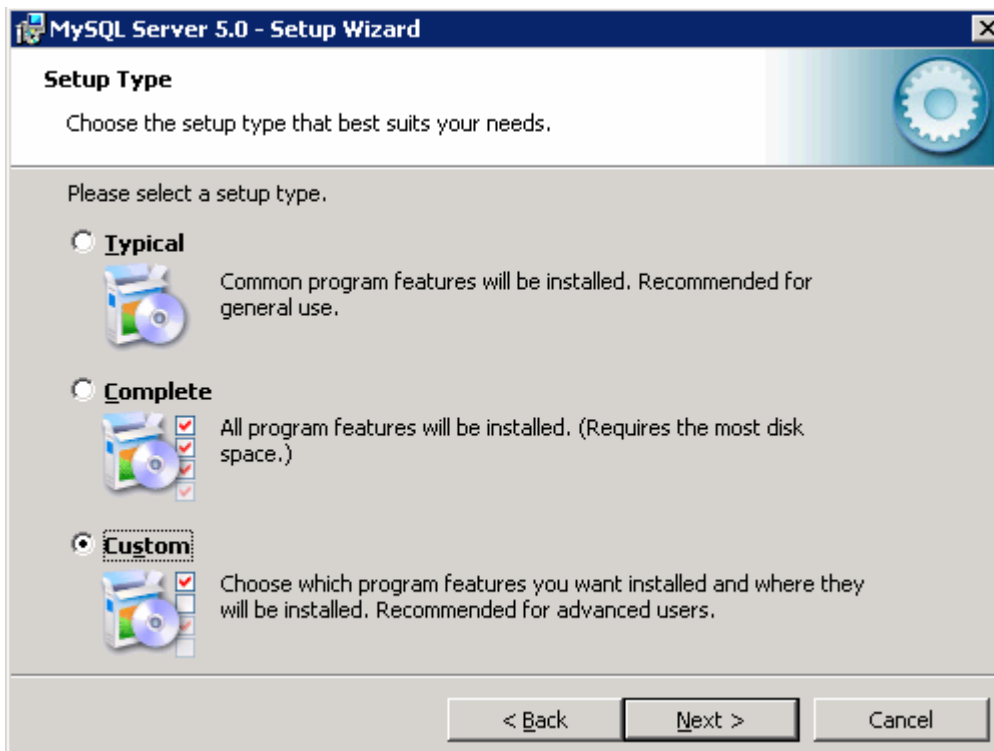 MySQL Server 5.0 - Setup Wizard
Setup Type
Choose the setup type that best suits your needs.
Please select a setup type.
Typical
Common program features will be installed. Recommended for
general use.
Complete
All program features will be installed. (Requires the most disk
space.)
Custom
Choose which program features you want installed and where they
will be installed. Recommended for advanced users.
< Back
Next >
Cancel